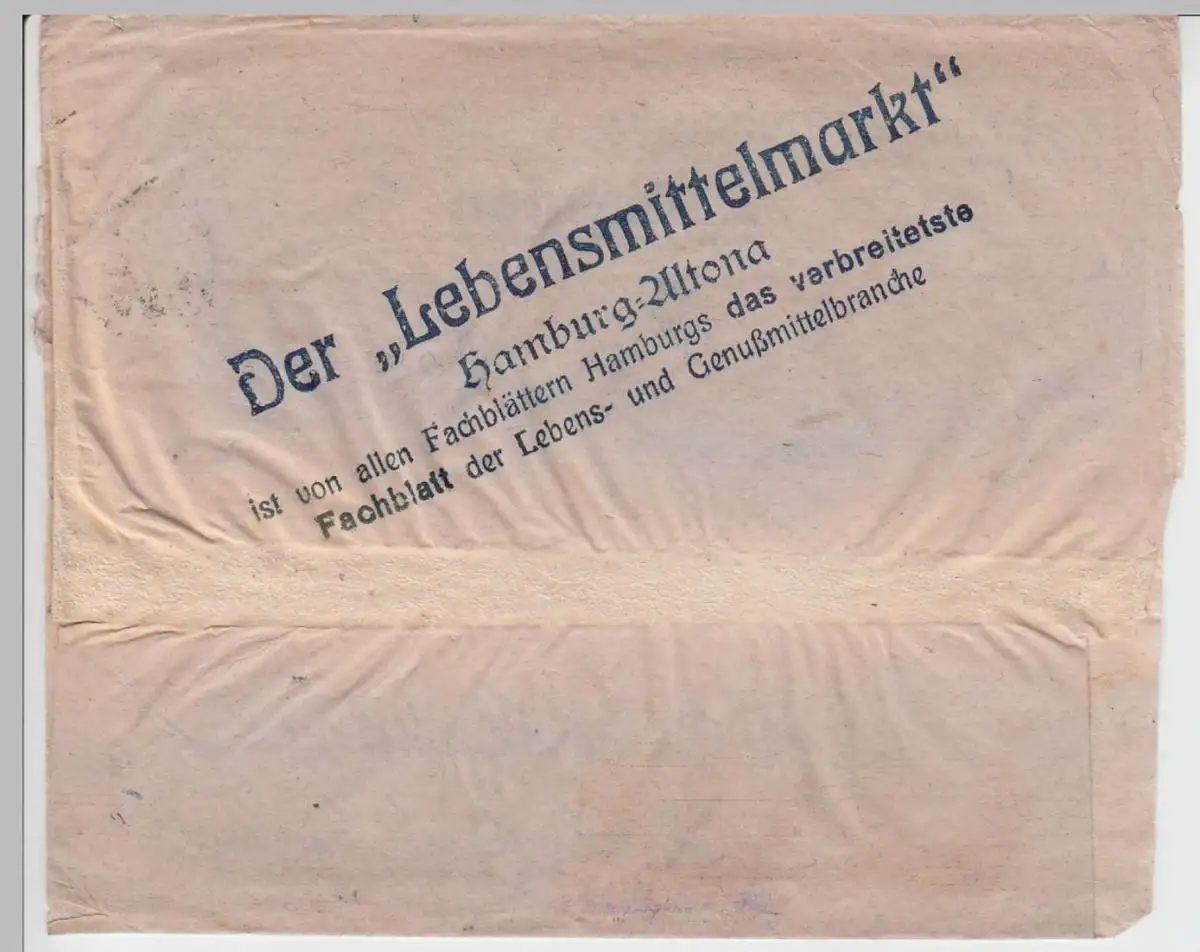 Der „Lebensmittelmarkt“
Hamburg=Altona
ist von allen Fachblättern Hamburgs das verbreitetste
Fachblatt der Lebens- und Genußmittelbranche